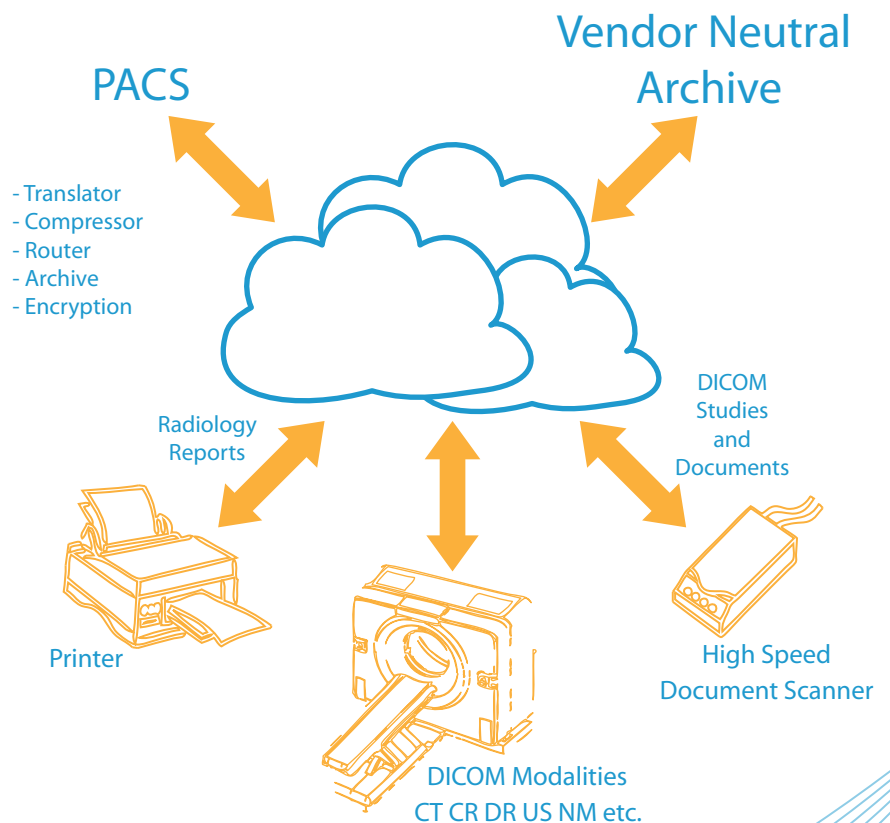 PACS
Vendor Neutral
Archive
- Translator
- Compressor
- Router
- Archive
- Encryption
Radiology
Reports
DICOM
Studies
and
Documents
Printer
High Speed
Document Scanner
DICOM Modalities
CT CR DR US NM etc.